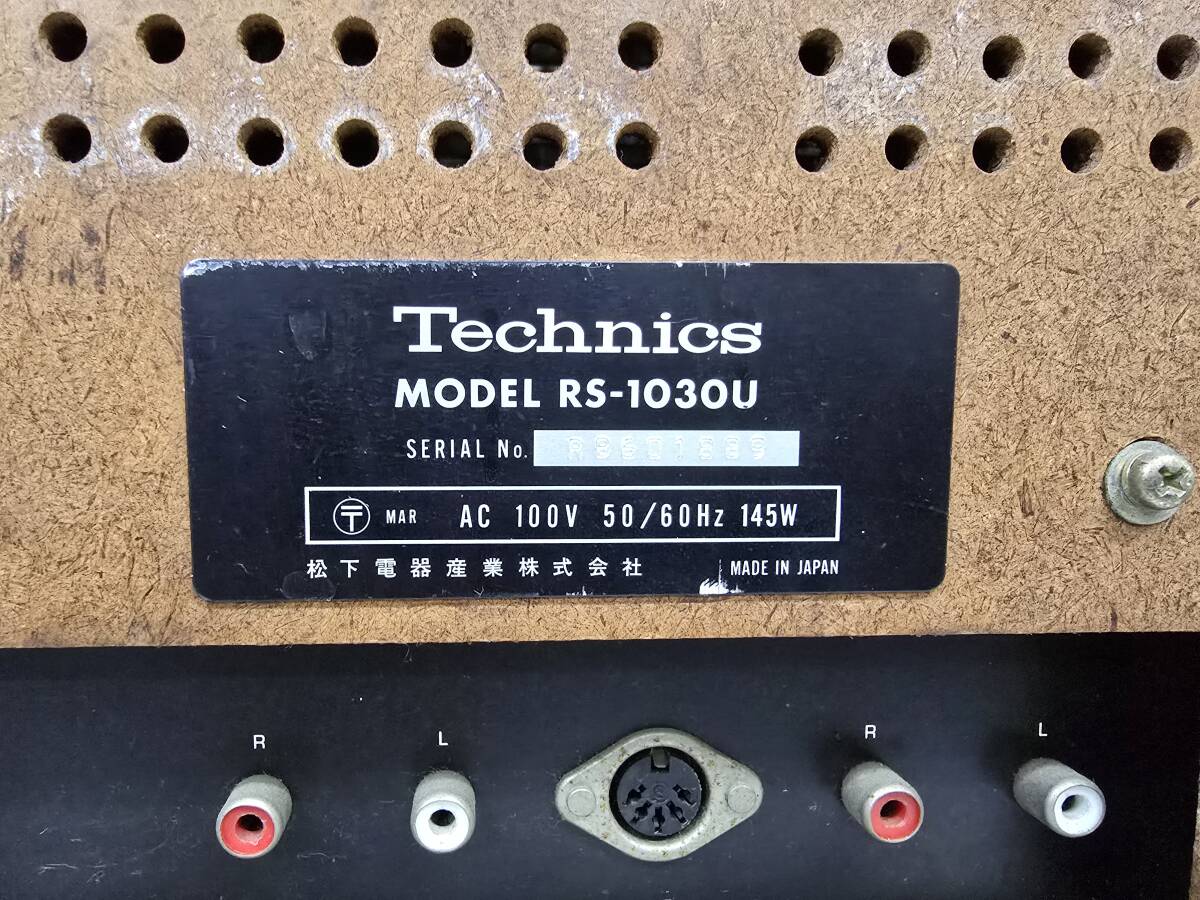 Technics
MODEL RS-1030U
SERIAL No.
〶 MAR AC 100V 50/60Hz 145W
松下電器産業株式会社 MADE IN JAPAN
R L R L